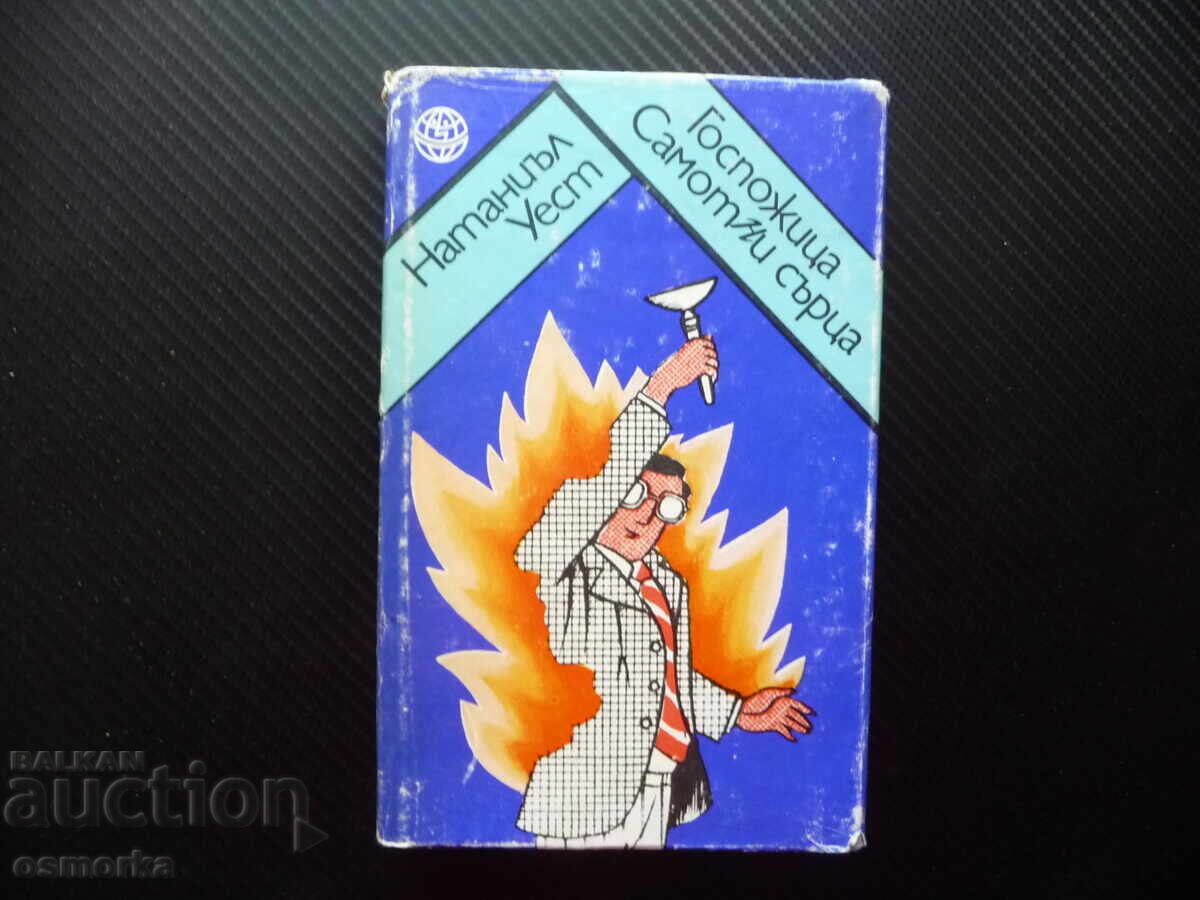 Натаниъл
Уест
Госпожица
Самотни сърца
BALKAN
auction
osmorka